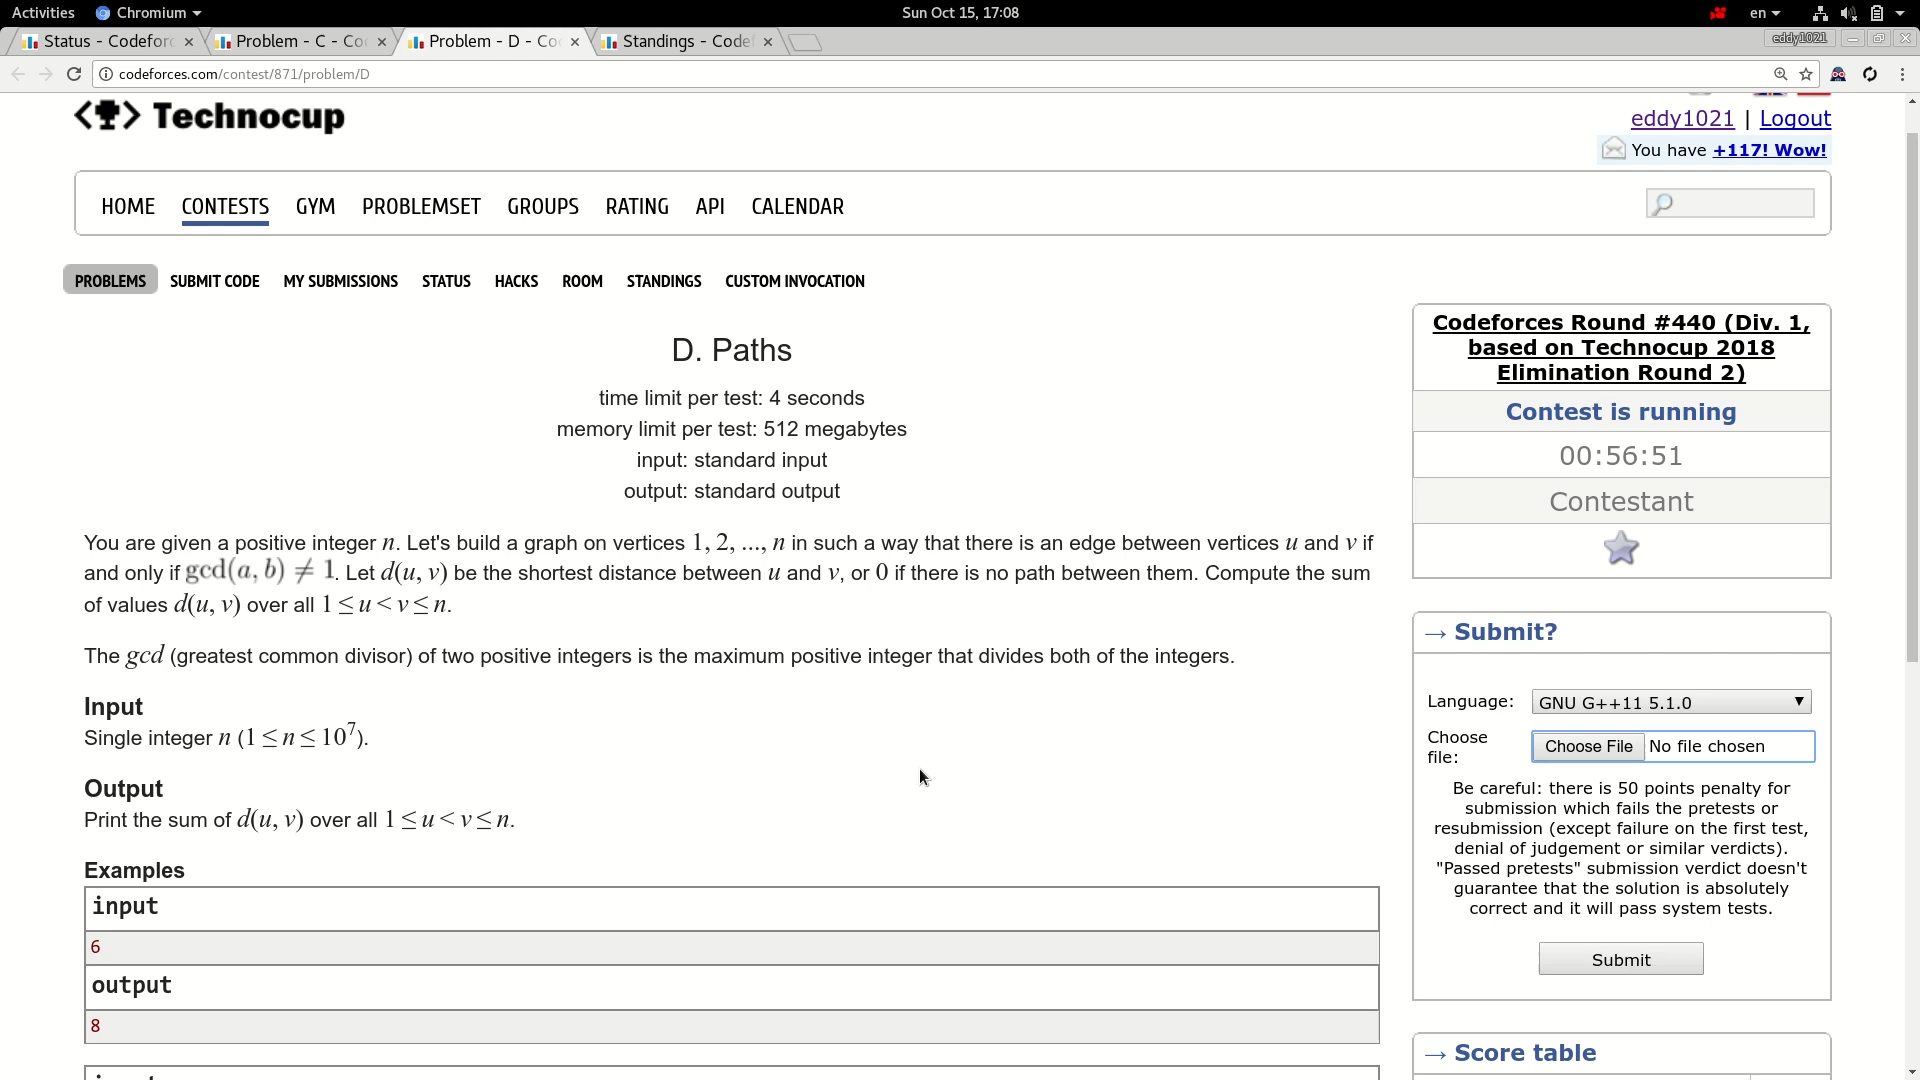 Activities Chromium Sun Oct 15, 17:08 en
Status - Codeforc Problem - C - Co Problem - D - Co Standings - Codef eddy1021
codeforces.com/contest/871/problem/D
Technocup
eddy1021 | Logout
You have +117! Wow!
HOME CONTESTS GYM PROBLEMSET GROUPS RATING API CALENDAR
PROBLEMS SUBMIT CODE MY SUBMISSIONS STATUS HACKS ROOM STANDINGS CUSTOM INVOCATION
D. Paths
time limit per test: 4 seconds
memory limit per test: 512 megabytes
input: standard input
output: standard output
You are given a positive integer n. Let's build a graph on vertices 1, 2, ..., n in such a way that there is an edge between vertices u and v if
and only if gcd(a, b) ≠ 1. Let d(u, v) be the shortest distance between u and v, or 0 if there is no path between them. Compute the sum
of values d(u, v) over all 1 ≤ u < v ≤ n.
The gcd (greatest common divisor) of two positive integers is the maximum positive integer that divides both of the integers.
Input
Single integer n (1 ≤ n ≤ 10^7).
Output
Print the sum of d(u, v) over all 1 ≤ u < v ≤ n.
Examples
input
6
output
8
Codeforces Round #440 (Div. 1,
based on Technocup 2018
Elimination Round 2)
Contest is running
00:56:51
Contestant
→ Submit?
Language: GNU G++11 5.1.0
Choose
file: Choose File No file chosen
Be careful: there is 50 points penalty for
submission which fails the pretests or
resubmission (except failure on the first test,
denial of judgement or similar verdicts).
"Passed pretests" submission verdict doesn't
guarantee that the solution is absolutely
correct and it will pass system tests.
Submit
→ Score table